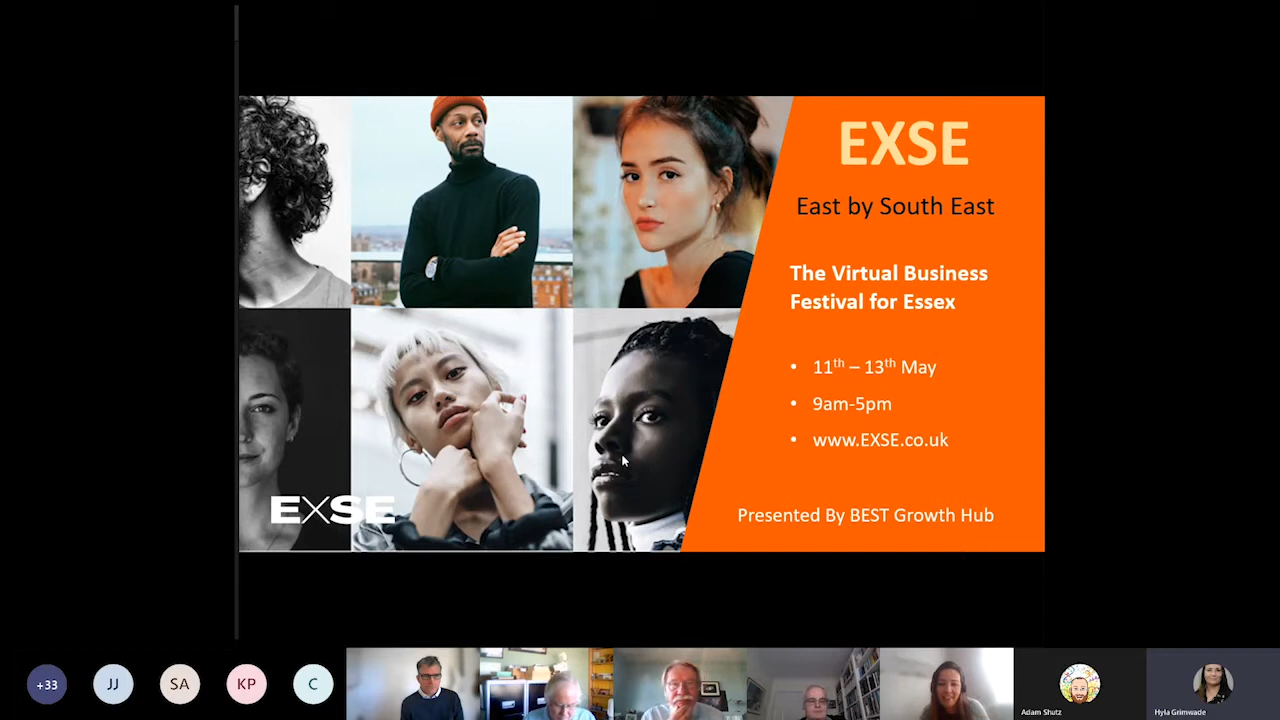 EXSE
East by South East
The Virtual Business
Festival for Essex
• 11th – 13th May
• 9am-5pm
• www.EXSE.co.uk
Presented By BEST Growth Hub
EXSE
+33
JJ
SA
KP
C
Adam Shutz
Hyla Grimwade